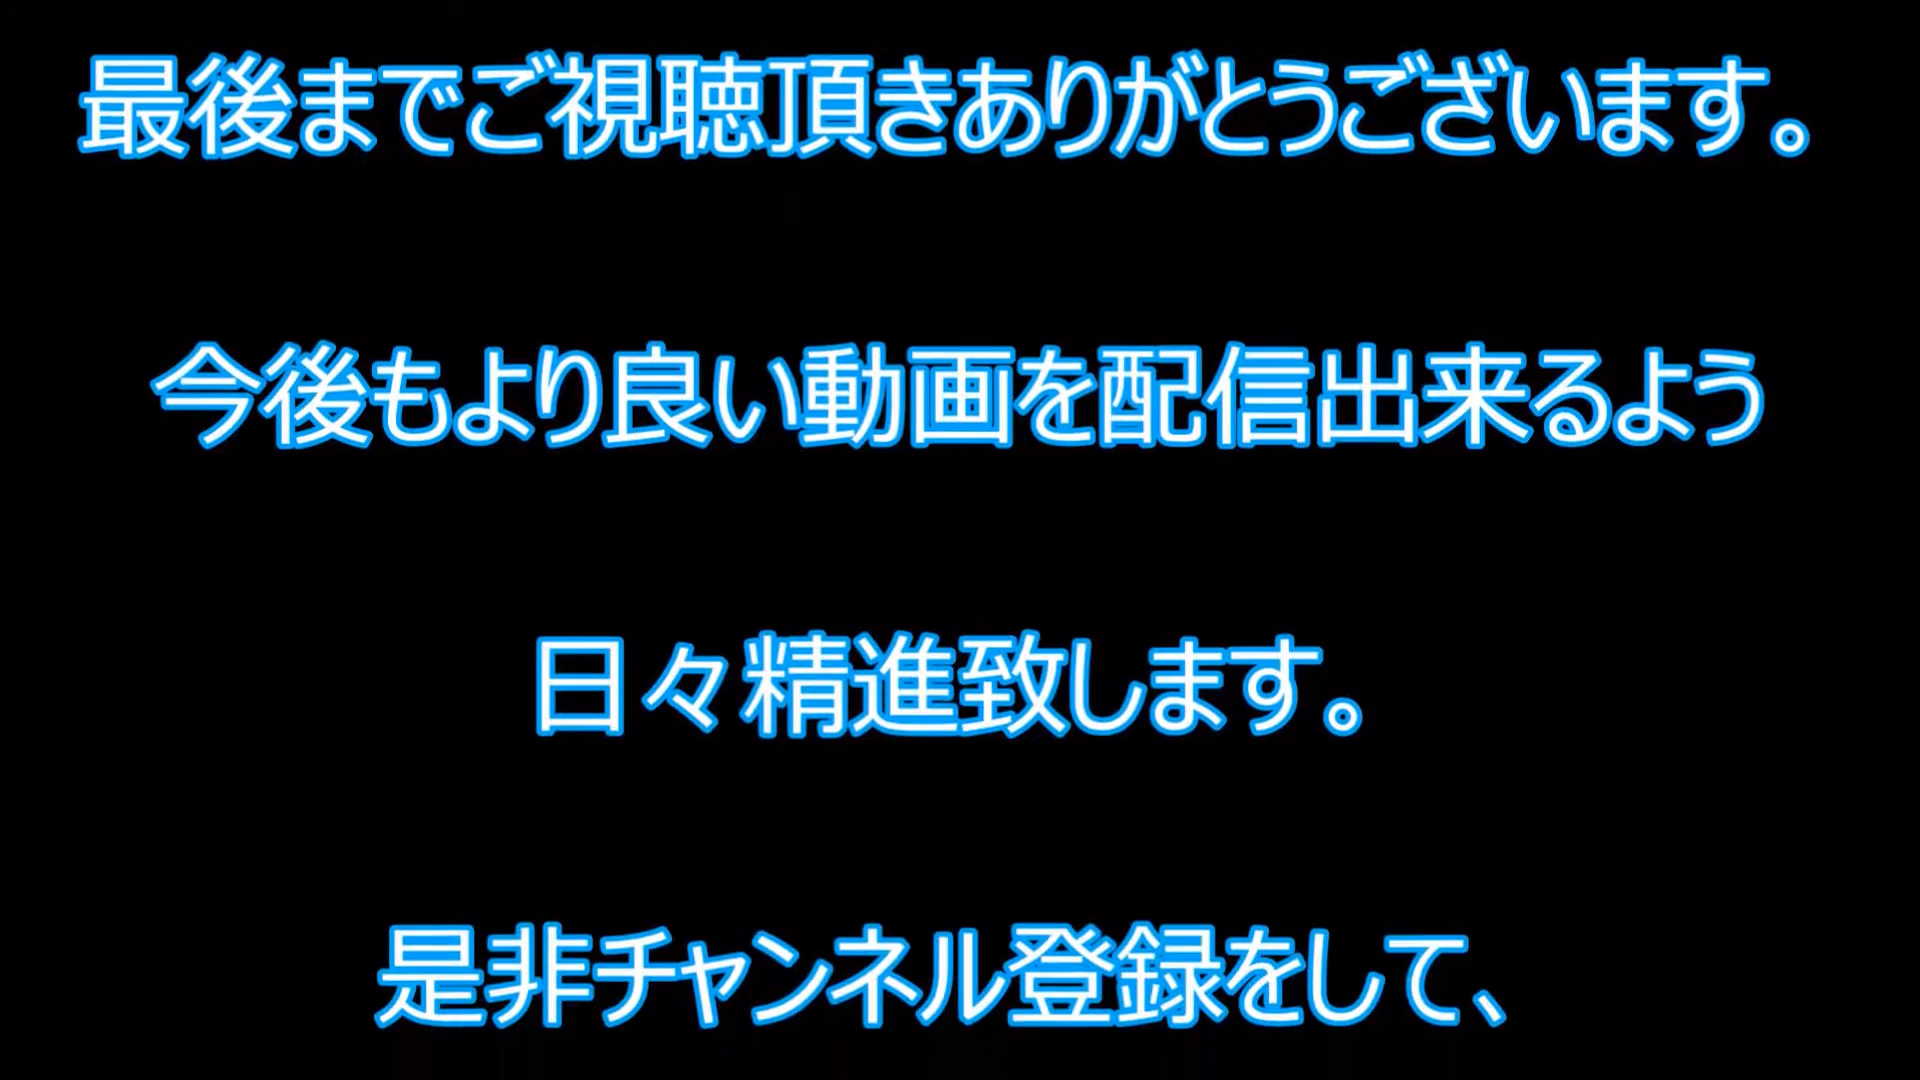 最後までご視聴頂きありがとうございます。
今後もより良い動画を配信出来るよう
日々精進致します。
是非チャンネル登録をして、